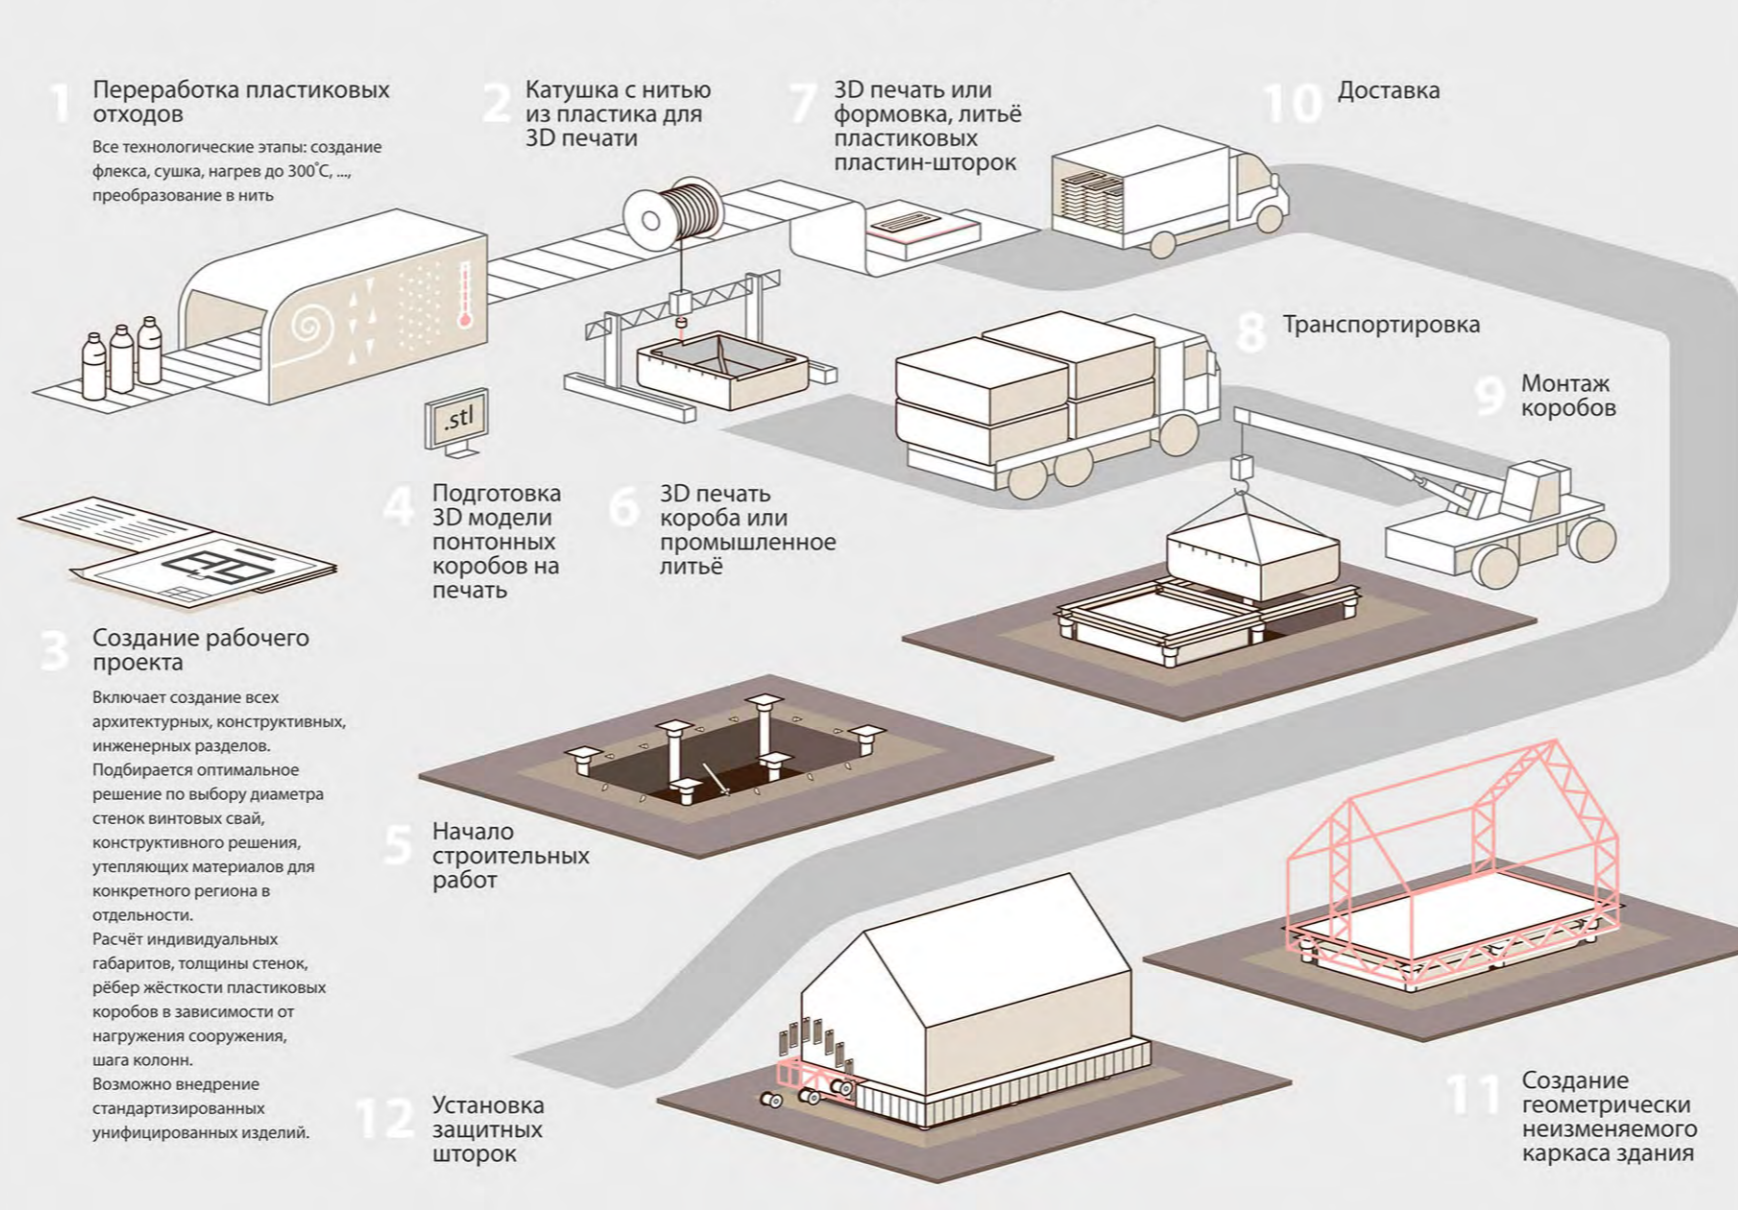 1
Переработка пластиковых
отходов
Все технологические этапы: создание
флекса, сушка, нагрев до 300˚С, ...,
преобразование в нить
2
Катушка с нитью
из пластика для
3D печати
7
3D печать или
формовка, литьё
пластиковых
пластин-шторок
10
Доставка
8
Транспортировка
9
Монтаж
коробов
.stl
4
Подготовка
3D модели
понтонных
коробов на
печать
6
3D печать
короба или
промышленное
литьё
3
Создание рабочего
проекта
Включает создание всех
архитектурных, конструктивных,
инженерных разделов.
Подбирается оптимальное
решение по выбору диаметра
стенок винтовых свай,
конструктивного решения,
утепляющих материалов для
конкретного региона в
отдельности.
Расчёт индивидуальных
габаритов, толщины стенок,
рёбер жёсткости пластиковых
коробов в зависимости от
нагружения сооружения,
шага колонн.
Возможно внедрение
стандартизированных
унифицированных изделий.
5
Начало
строительных
работ
12
Установка
защитных
шторок
11
Создание
геометрически
неизменяемого
каркаса здания